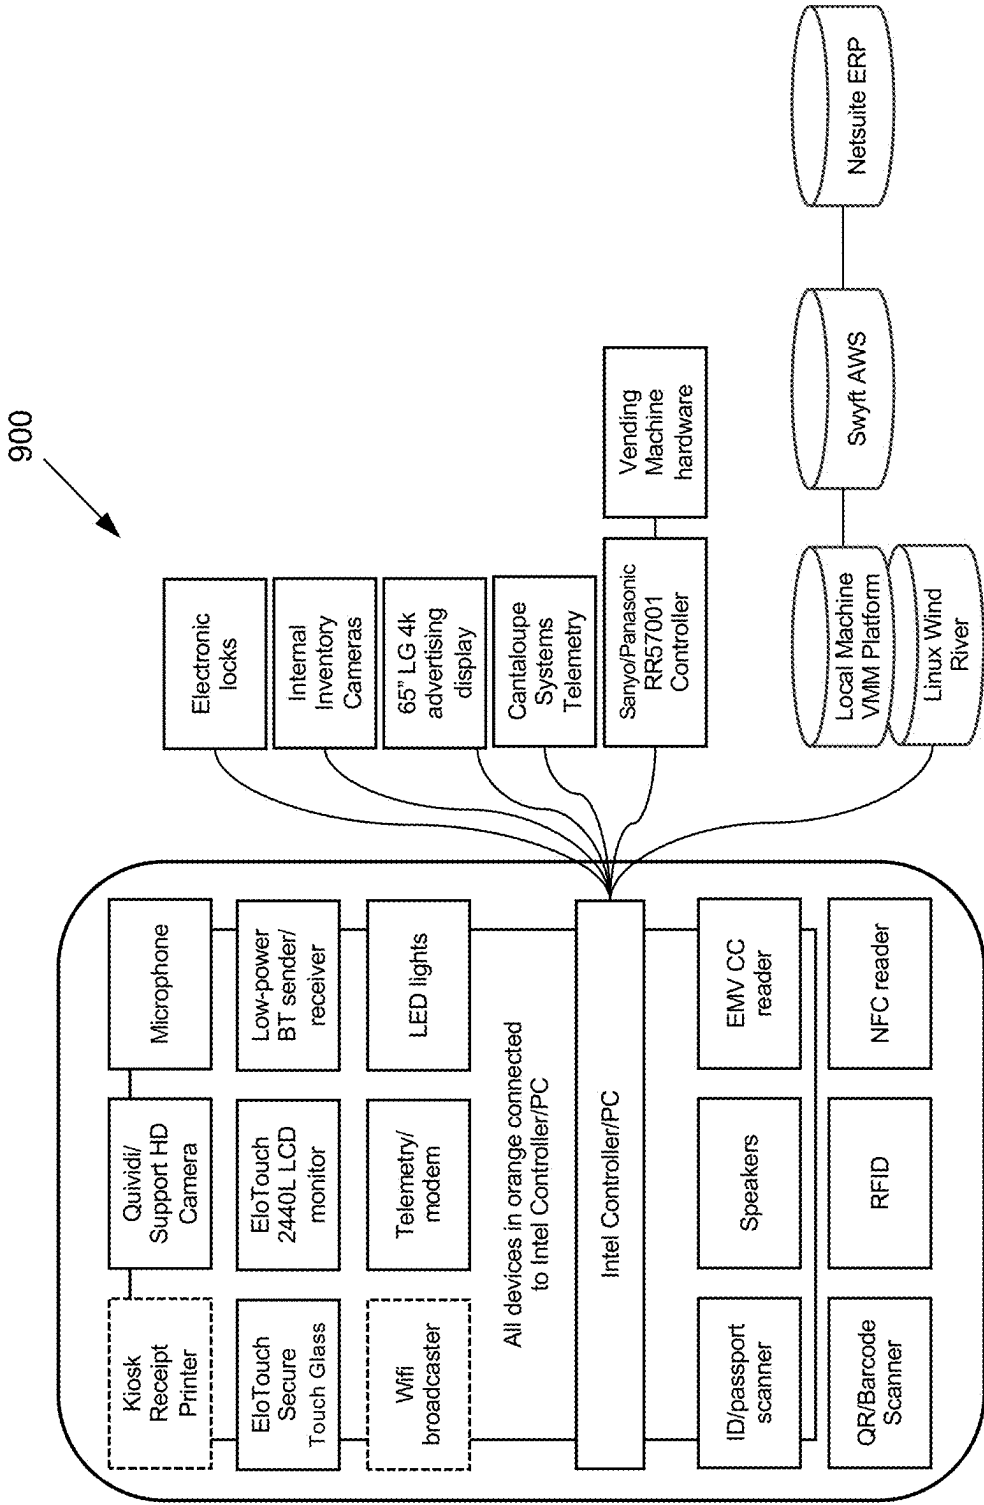 900
Kiosk
Receipt
Printer
Quividi/
Support HD
Camera
Microphone
EloTouch
Secure
Touch Glass
EloTouch
2440L LCD
monitor
Low-power
BT sender/
receiver
Wifi
broadcaster
Telemetry/
modem
LED lights
All devices in orange connected
to Intel Controller/PC
Intel Controller/PC
ID/passport
scanner
Speakers
EMV CC
reader
QR/Barcode
Scanner
RFID
NFC reader
Electronic
locks
Internal
Inventory
Cameras
65” LG 4k
advertising
display
Cantaloupe
Systems
Telemetry
Sanyo/Panasonic
RR57001
Controller
Vending
Machine
hardware
Local Machine
VMM Platform
Linux Wind
River
Swyft AWS
Netsuite ERP